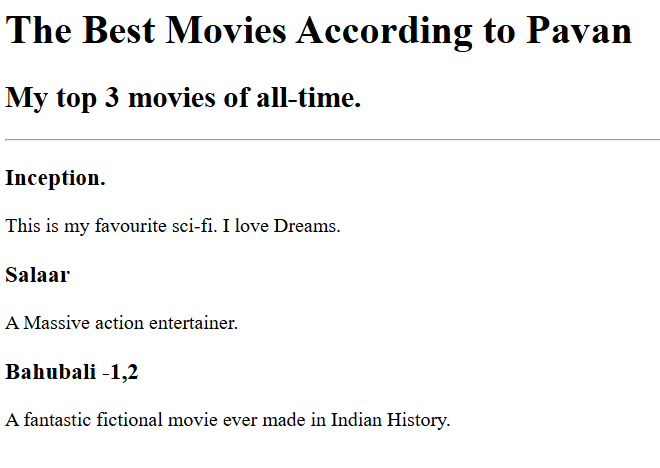 The Best Movies According to Pavan
My top 3 movies of all-time.
Inception.
This is my favourite sci-fi. I love Dreams.
Salaar
A Massive action entertainer.
Bahubali -1,2
A fantastic fictional movie ever made in Indian History.